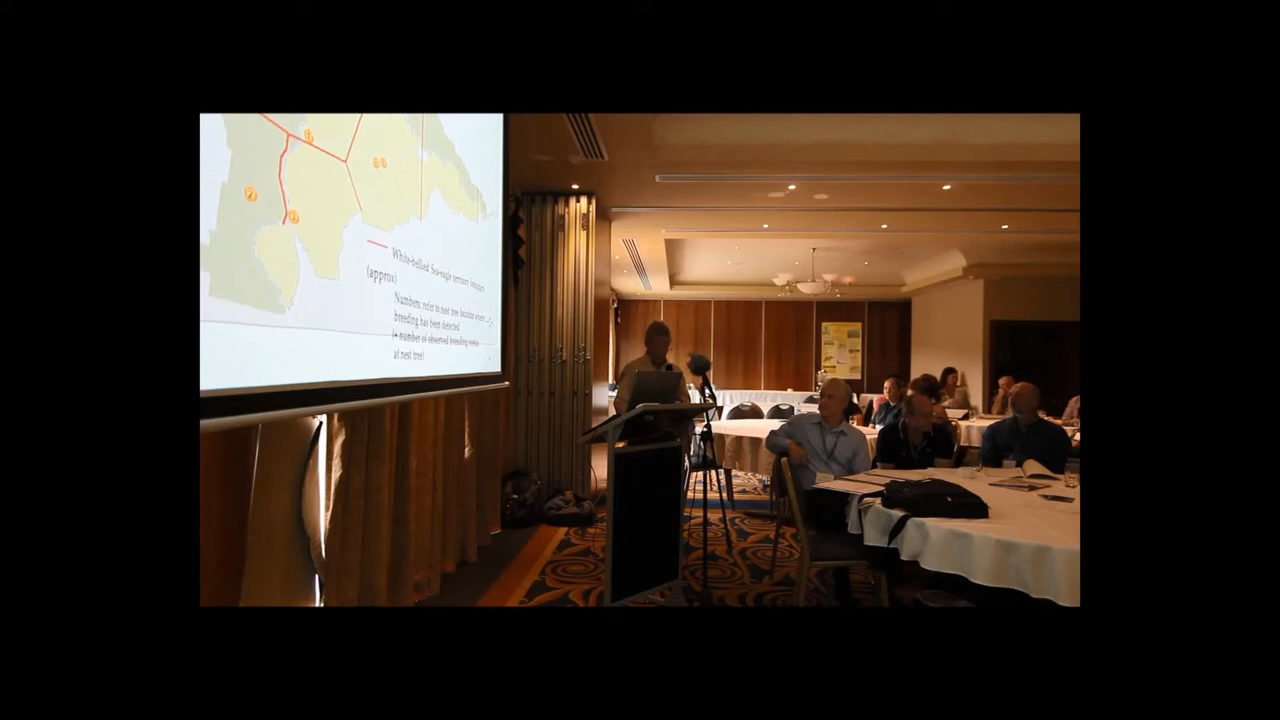 White-bellied Sea-eagle territory boundary
(approx)
Numbers: refer to nest tree location where
breeding has been detected
(+ number of observed breeding events
at nest tree)